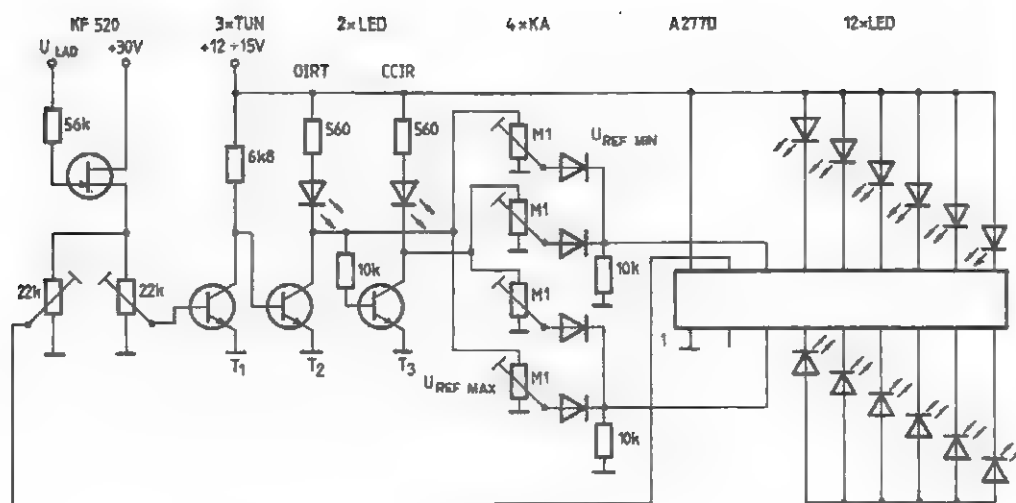 KF 520 3×TUN 2×LED 4×KA A277D 12×LED
U LAD +30V +12÷15V
OIRT CCIR
56k 560 560 M1 U REF MIN
6k8
M1
10k 10k
22k 22k M1
1
T1 T2 T3 U REF MAX M1
10k